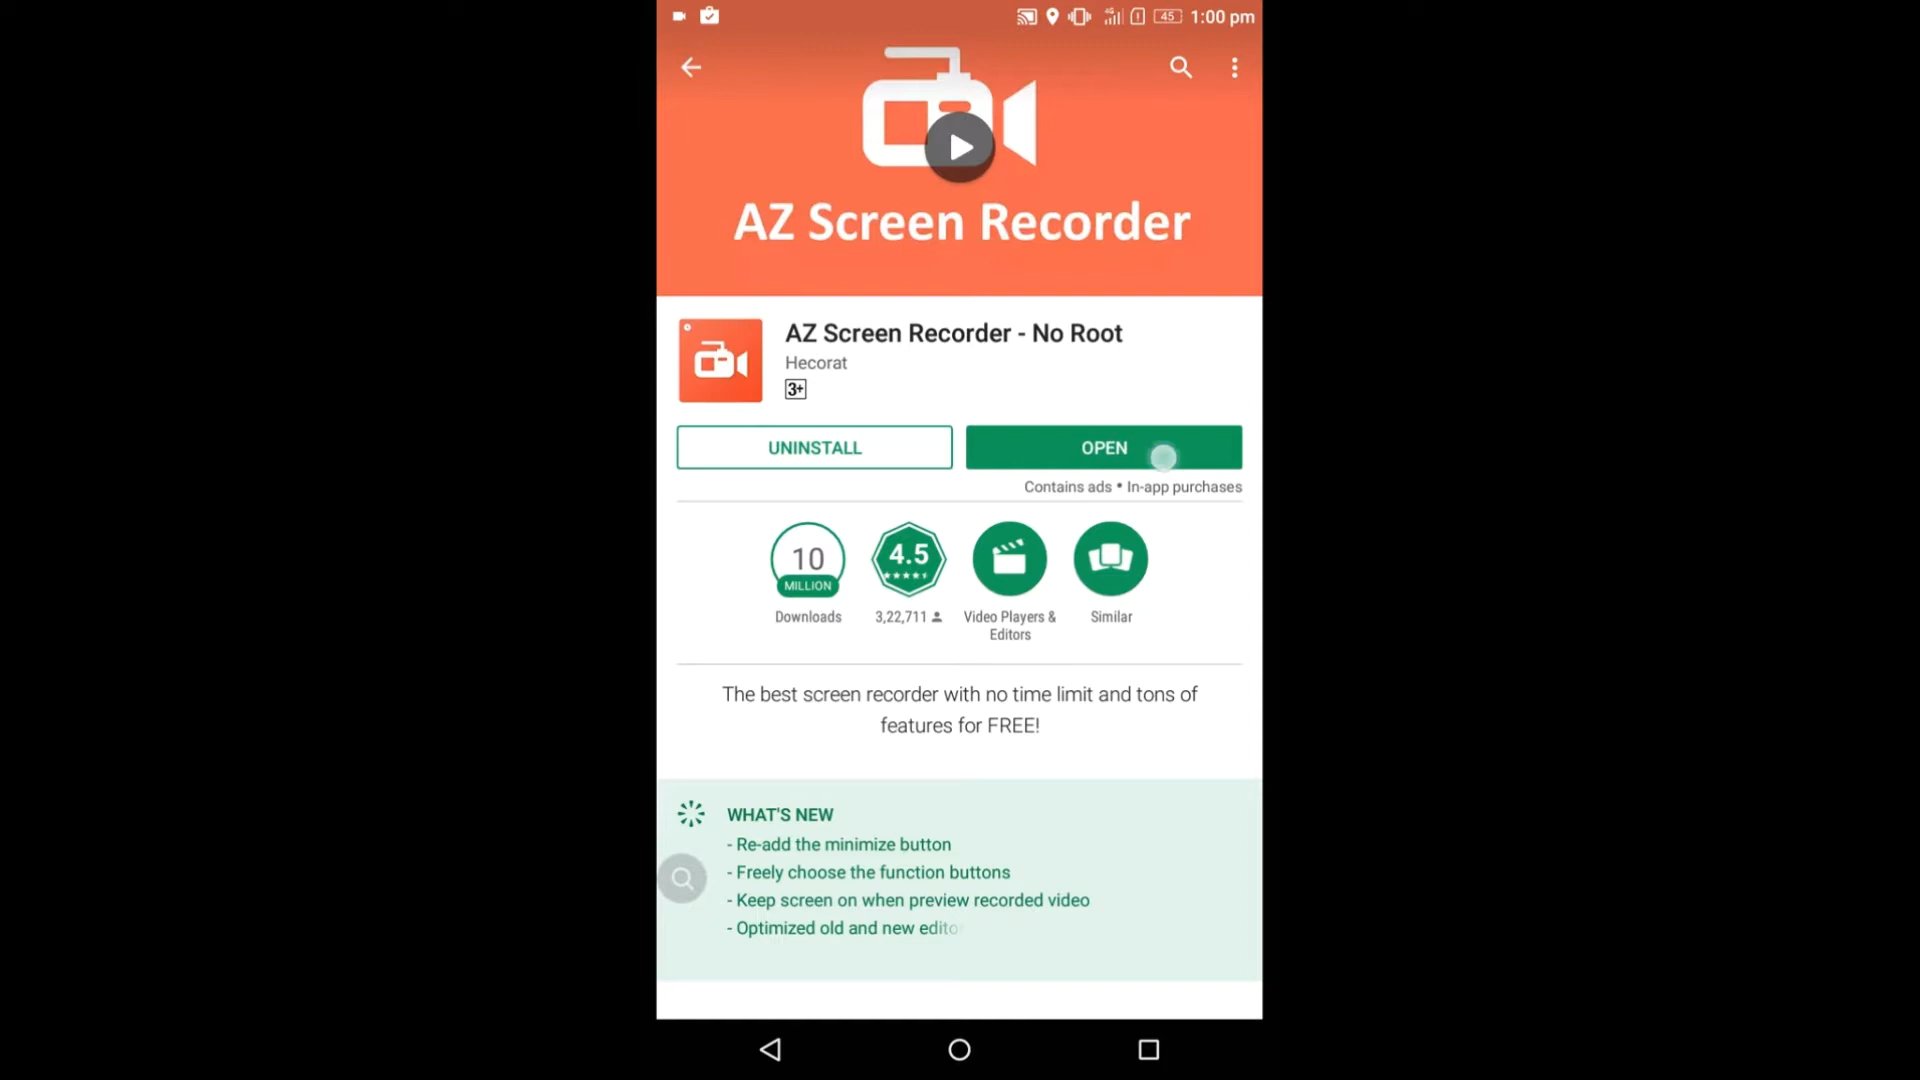 45 1:00 pm
AZ Screen Recorder
AZ Screen Recorder - No Root
Hecorat
3+
UNINSTALL
OPEN
Contains ads • In-app purchases
10
MILLION
4.5
Downloads
3,22,711
Video Players &
Editors
Similar
The best screen recorder with no time limit and tons of
features for FREE!
WHAT'S NEW
- Re-add the minimize button
- Freely choose the function buttons
- Keep screen on when preview recorded video
- Optimized old and new edito